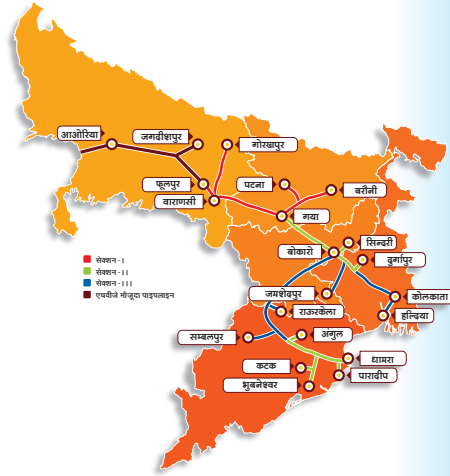 आओरिया
जगदीशपुर
गोरखपुर
फूलपुर
पटना
बरौनी
वाराणसी
गया
सिन्दरी
बोकारो
दुर्गापुर
सेक्शन - I
सेक्शन - II
सेक्शन - III
एचवीजे मौजूदा पाइपलाइन
जमशेदपुर
कोलकाता
राऊरकेला
हल्दिया
सम्बलपुर
अंगुल
धामरा
कटक
पारादीप
भुबनेश्वर